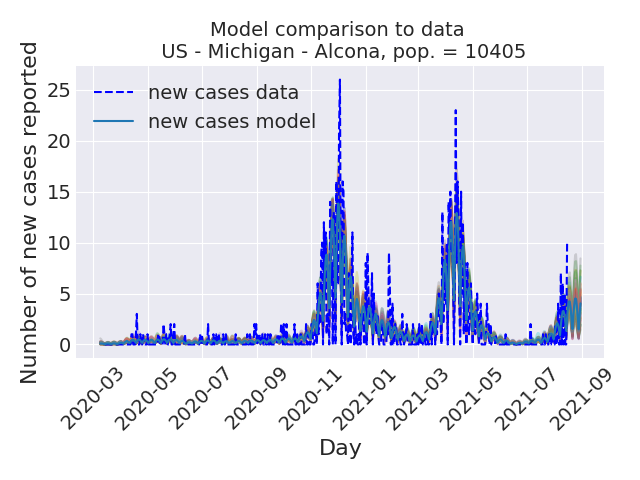 Model comparison to data
US - Michigan - Alcona, pop. = 10405
Number of new cases reported
25
20
15
10
5
0
new cases data
new cases model
2020-03
2020-05
2020-07
2020-09
2020-11
2021-01
2021-03
2021-05
2021-07
2021-09
Day